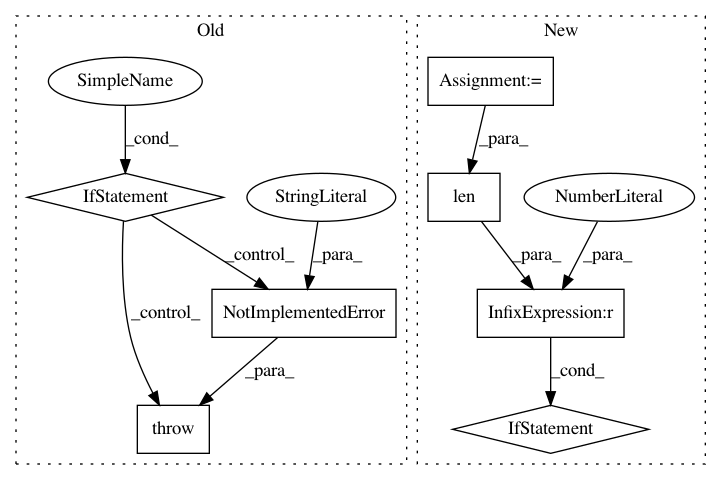 Old
New
SimpleName
Assignment:=
_cond_
_para_
IfStatement
StringLiteral
len
NumberLiteral
_control_
_para_
_para_
_para_
_control_
NotImplementedError
InfixExpression:r
_para_
_cond_
throw
IfStatement